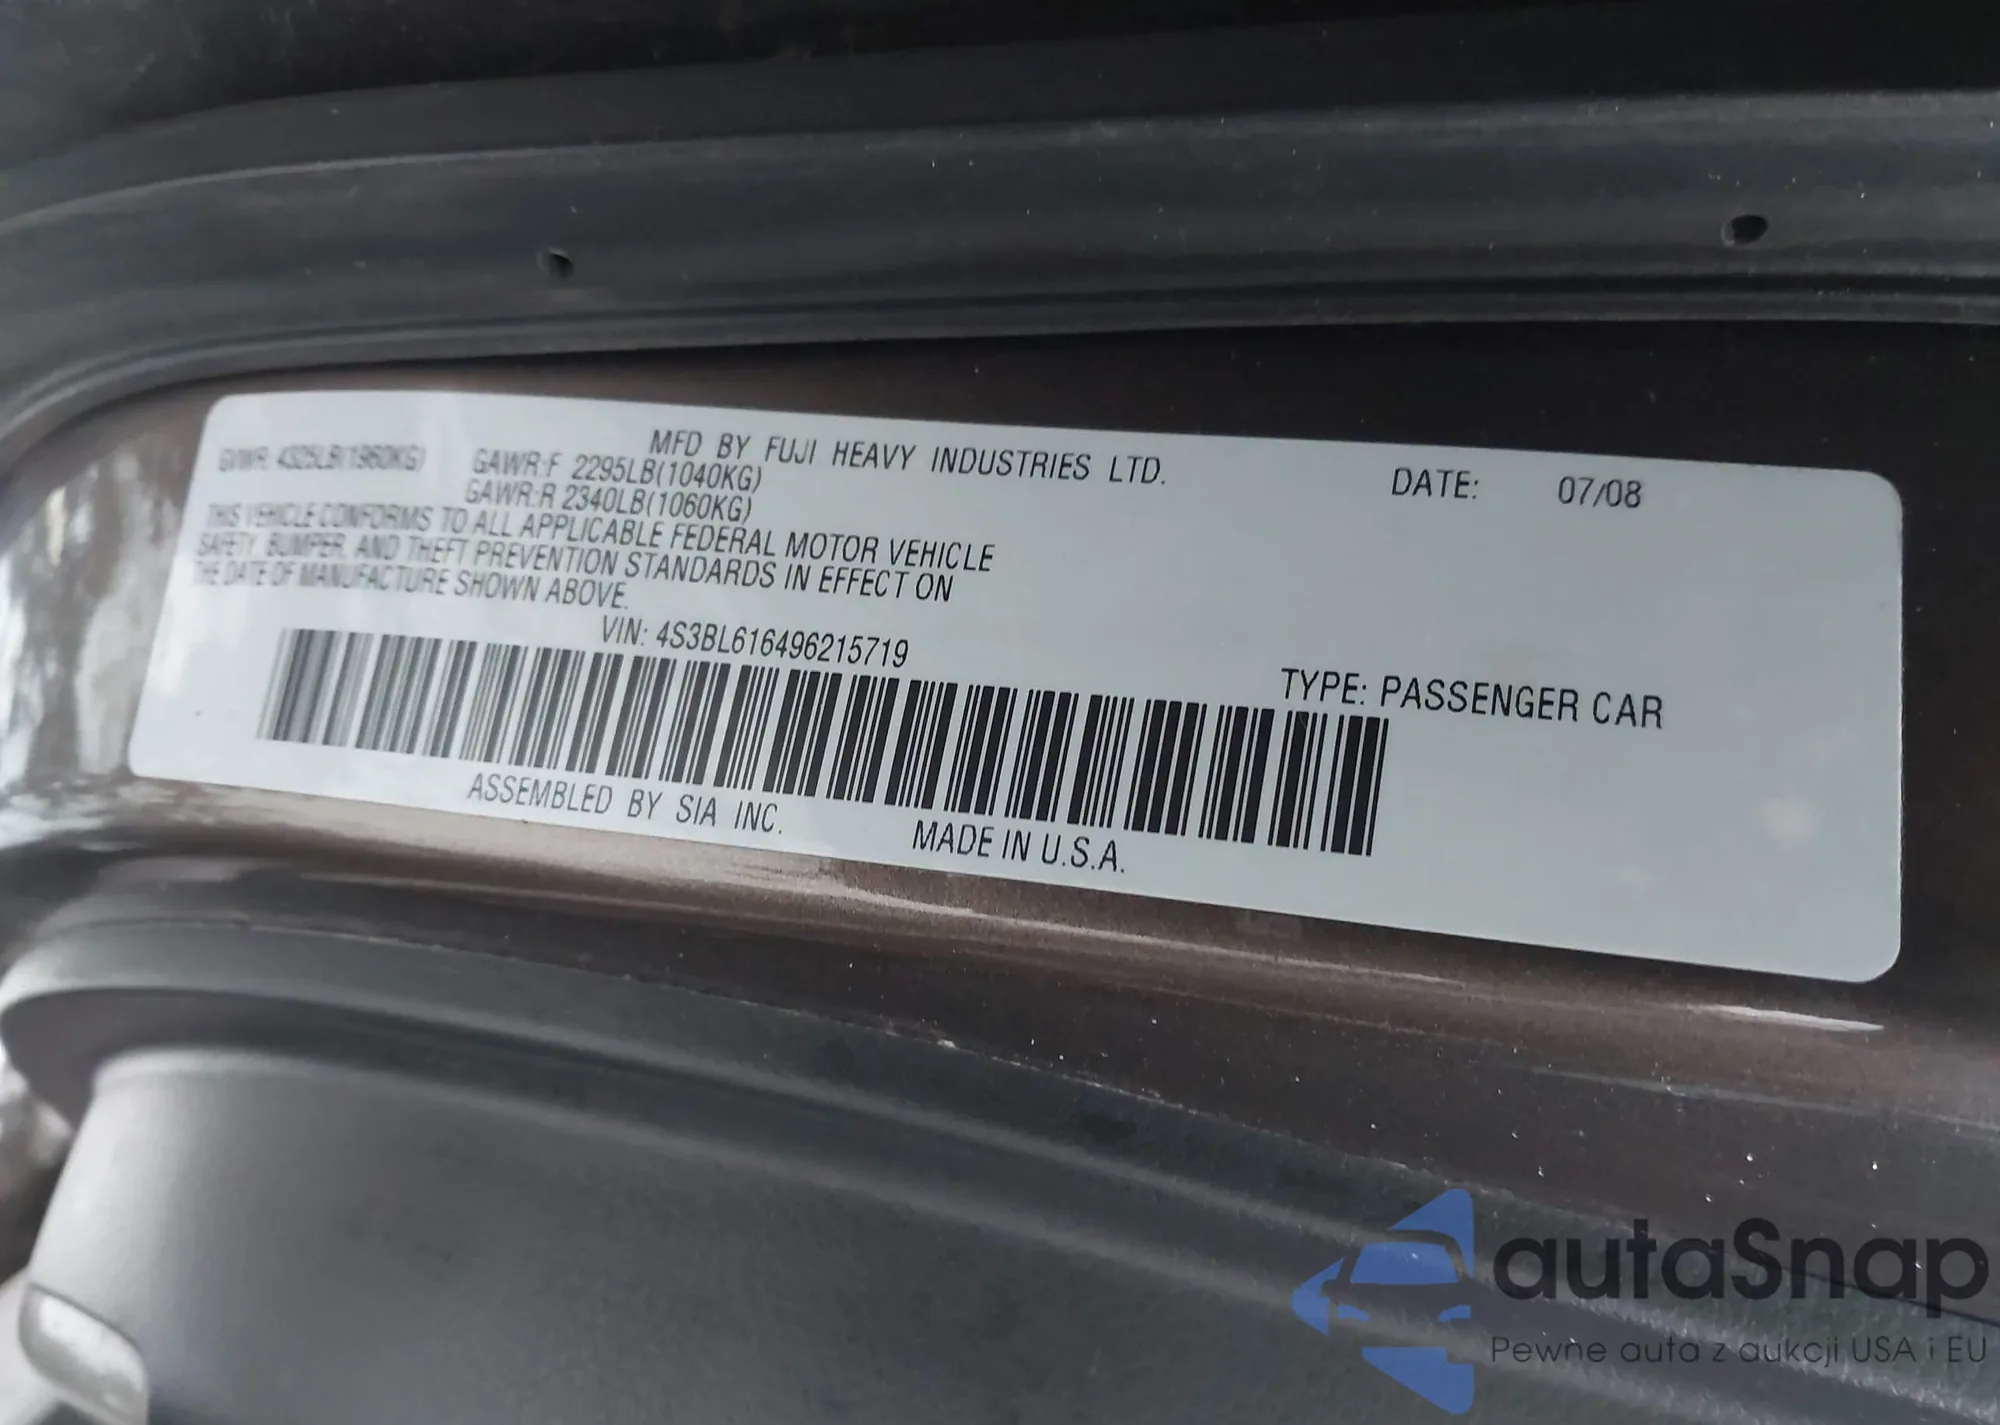 MFD BY FUJI HEAVY INDUSTRIES LTD.
DATE: 07/08
GVWR: 4325LB(1960KG)
GAWR:F 2295LB(1040KG)
GAWR:R 2340LB(1060KG)
THIS VEHICLE CONFORMS TO ALL APPLICABLE FEDERAL MOTOR VEHICLE
SAFETY, BUMPER, AND THEFT PREVENTION STANDARDS IN EFFECT ON
THE DATE OF MANUFACTURE SHOWN ABOVE.
VIN: 4S3BL616496215719
TYPE: PASSENGER CAR
ASSEMBLED BY SIA INC.
MADE IN U.S.A.
autaSnap
Pewne auta z aukcji USA i EU